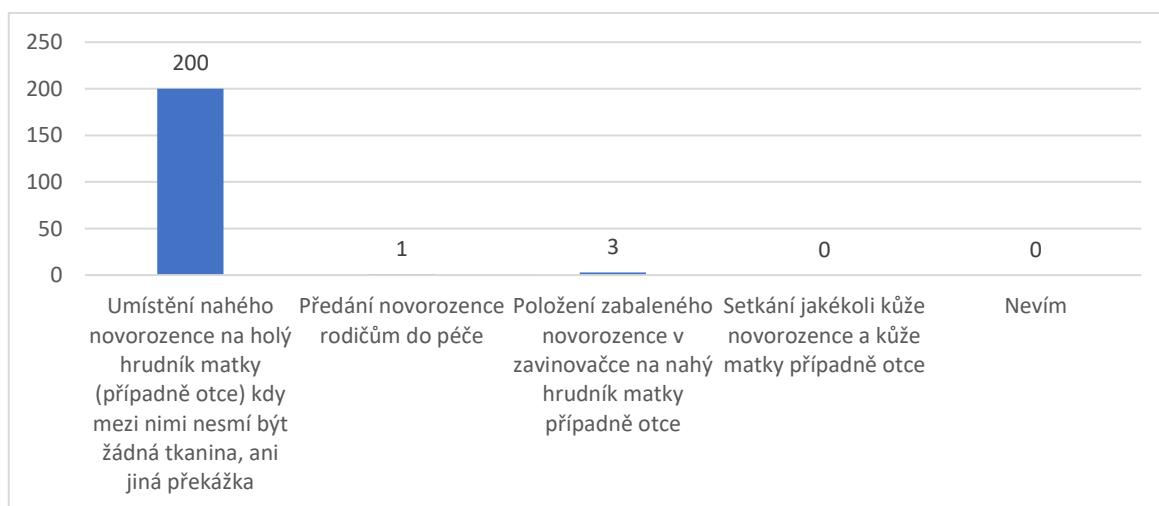 250
200
150
100
50
0
200
1
3
0
0
Umístění nahého
novorozence na holý
hrudník matky
(případně otce) kdy
mezi nimi nesmí být
žádná tkanina, ani
jiná překážka
Předání novorozence
rodičům do péče
Položení zabaleného
novorozence v
zavinovačce na nahý
hrudník matky
případně otce
Setkání jakékoli kůže
novorozence a kůže
matky případně otce
Nevím